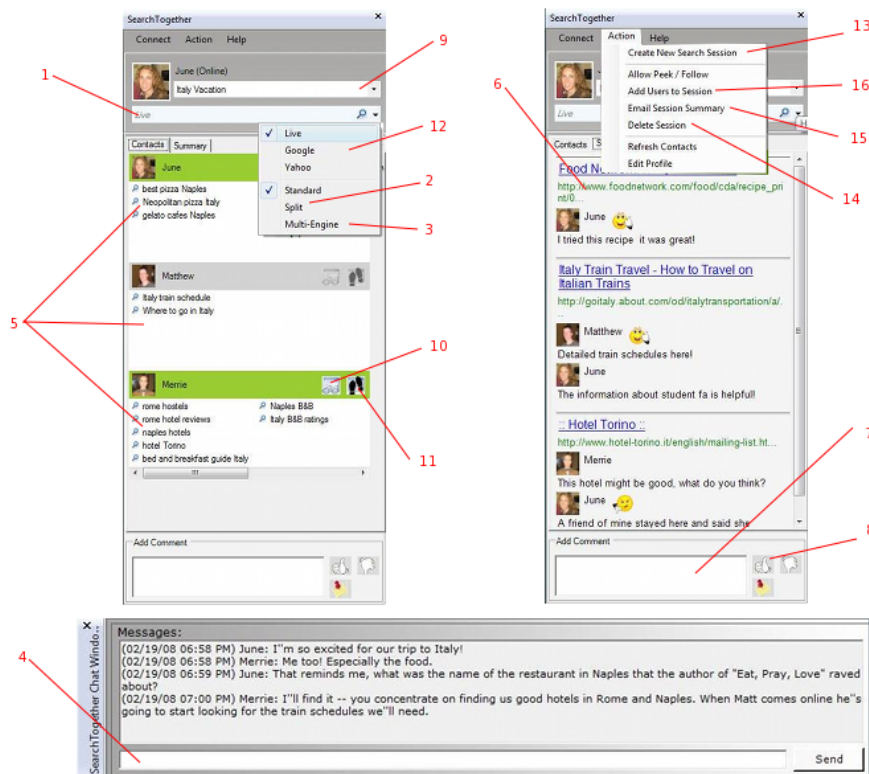 SearchTogether ×
Connect Action Help
9
1
June (Online)
Italy Vacation
Live
Live
12
Google
Yahoo
Contacts Summary
June
Standard
2
Split
Multi-Engine
3
best pizza Naples
Neopolitan pizza Italy
gelato cafes Naples
5
Matthew
Italy train schedule
Where to go in Italy
10
Merrie
rome hostels
Naples B&B
rome hotel reviews
Italy B&B ratings
naples hotels
hotel Torino
bed and breakfast guide Italy
11
Add Comment
SearchTogether ×
13
Connect Action Help
Create New Search Session
6
Allow Peek / Follow
Add Users to Session
16
Live
Email Session Summary
15
Delete Session
14
Contacts
Refresh Contacts
Edit Profile
Food
http://www.foodnetwork.com/food/cda/recipe_pri
nt/0...
June
I tried this recipe it was great!
Italy Train Travel - How to Travel on
Italian Trains
http://goitaly.about.com/od/italytransportation/a/.
..
Matthew
Detailed train schedules here!
June
The information about student fa is helpful!
:: Hotel Torino ::
http://www.hotel-torino.it/english/mailing-list.ht...
7
Merrie
This hotel might be good, what do you think?
June
A friend of mine stayed here and said she
Add Comment
8
4
SearchTogether Chat Windo... ×
Messages:
(02/19/08 06:58 PM) June: I"m so excited for our trip to Italy!
(02/19/08 06:58 PM) Merrie: Me too! Especially the food.
(02/19/08 06:59 PM) June: That reminds me, what was the name of the restaurant in Naples that the author of "Eat, Pray, Love" raved
about?
(02/19/08 07:00 PM) Merrie: I"ll find it -- you concentrate on finding us good hotels in Rome and Naples. When Matt comes online he"s
going to start looking for the train schedules we"ll need.
Send